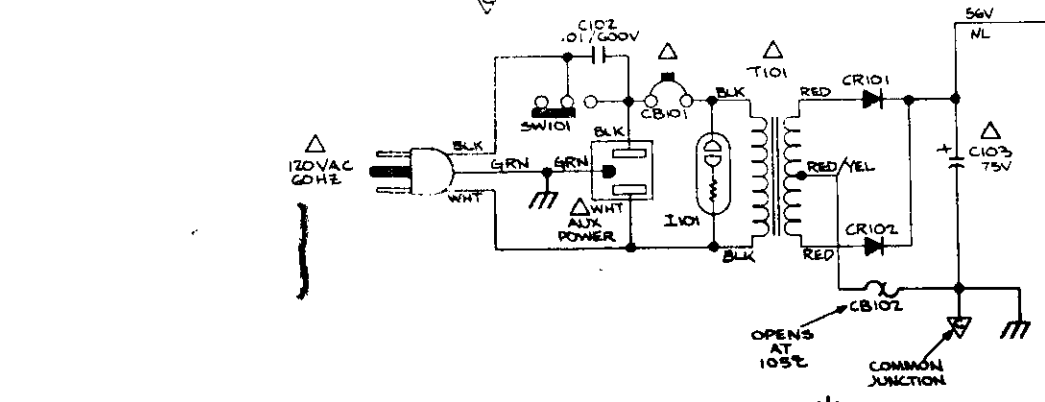 56V
NL
C102
.01/600V
T101
CR101
BLK
RED
SW101
CB101
BLK
BLK
GRN
GRN
120VAC
60HZ
WHT
WHT
AUX
POWER
I101
RED/YEL
+
C103
75V
CR102
BLK
RED
CB102
OPENS
AT
105°C
COMMON
JUNCTION